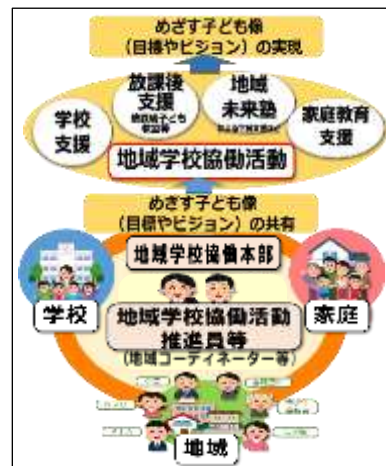 めざす子ども像
(目標やビジョン)の実現
学校
支援
放課後
支援
地域
未来塾
家庭教育
支援
地域学校協働活動
めざす子ども像
(目標やビジョン)の共有
地域学校協働本部
学校
家庭
地域学校協働活動
推進員等
(地域コーディネーター等)
地域